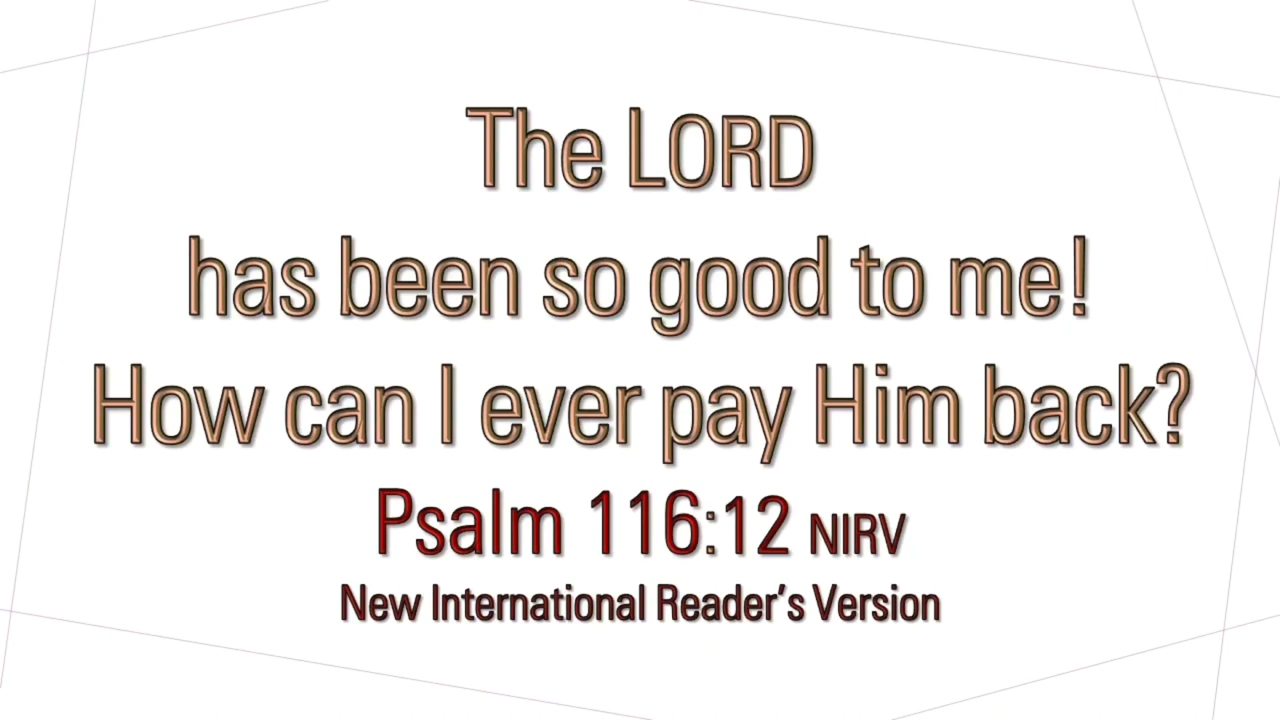 The LORD
has been so good to me!
How can I ever pay Him back?
Psalm 116:12 NIRV
New International Reader’s Version